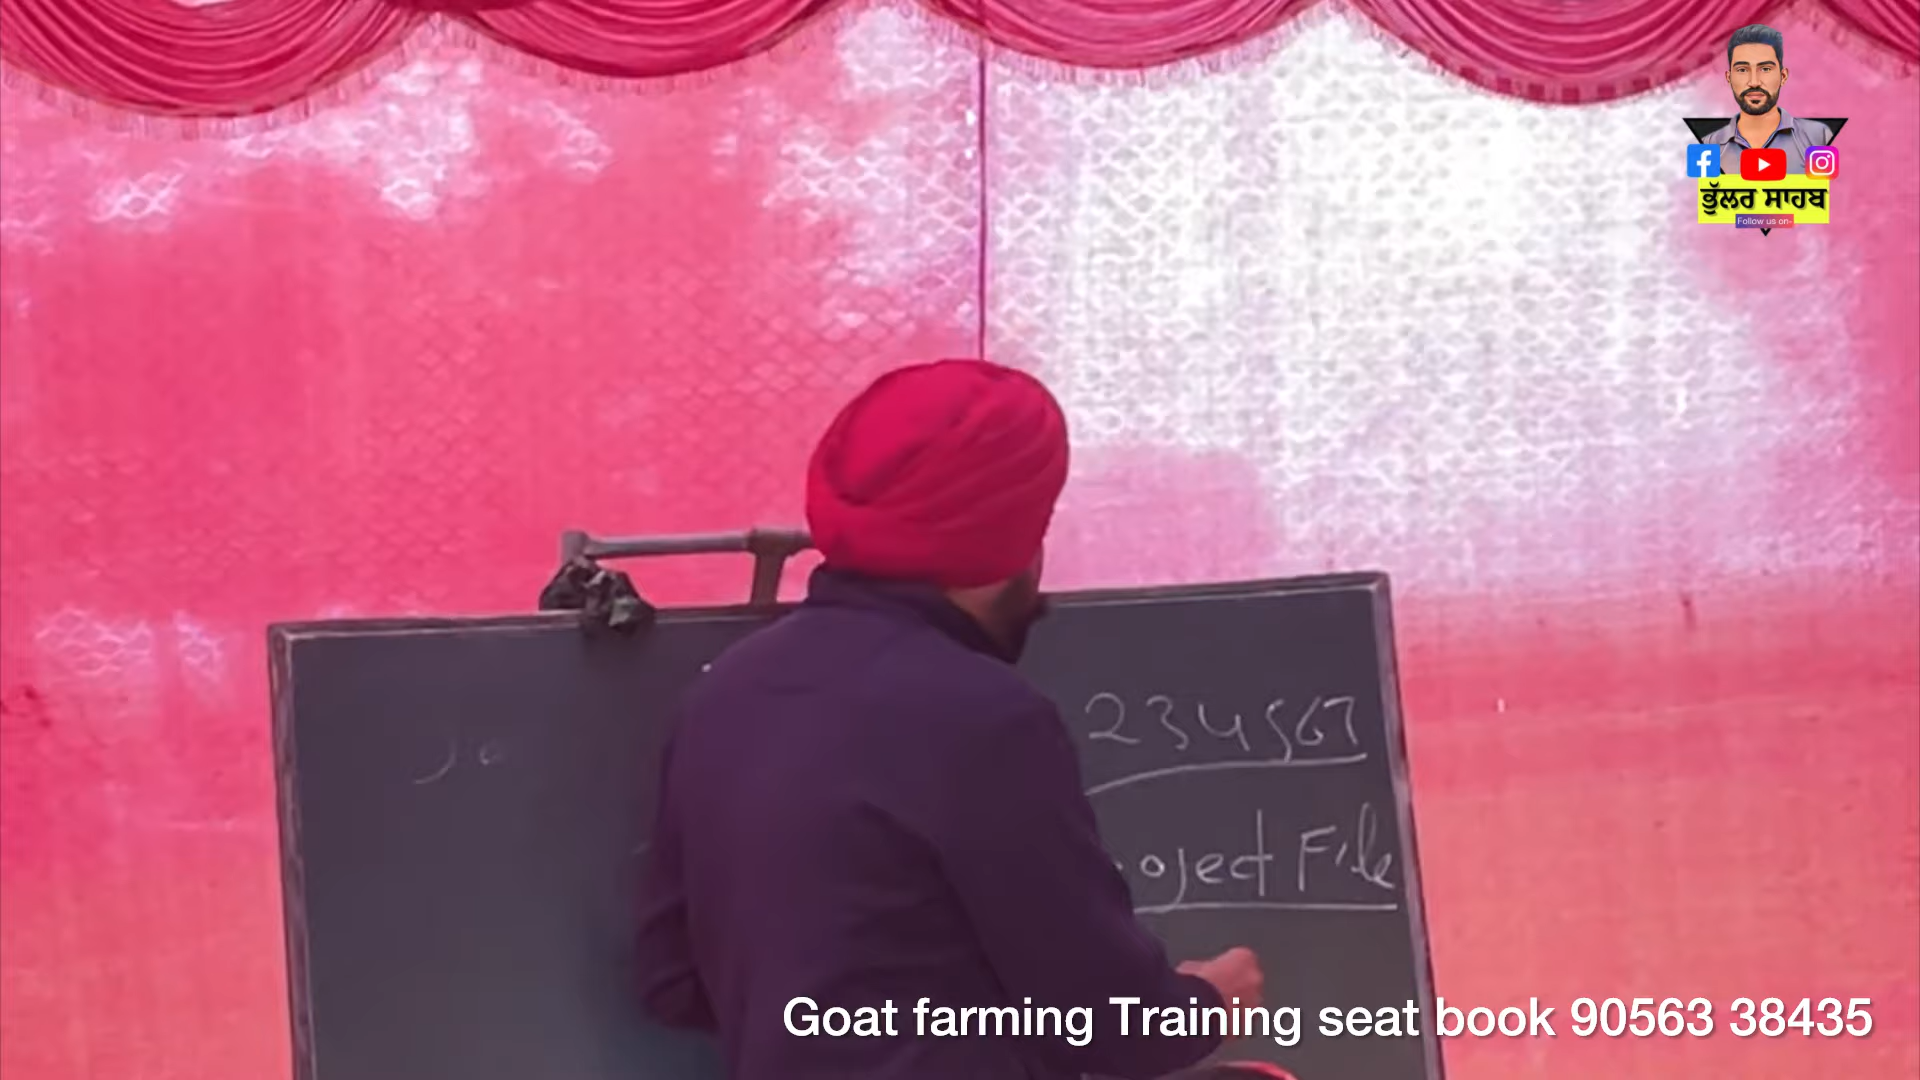 ਭੁੱਲਰ ਸਾਹਬ
Follow us on-
234567
oject File
Goat farming Training seat book 90563 38435